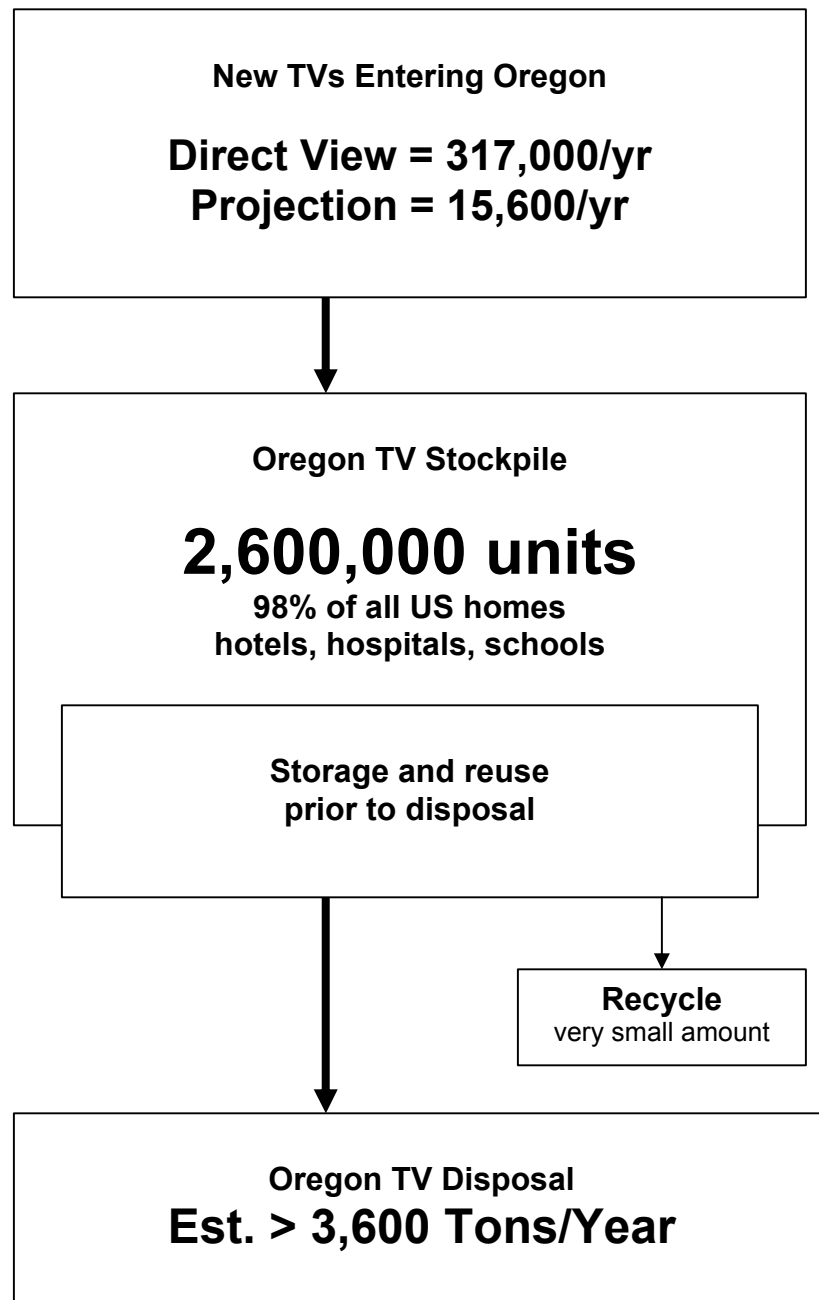 New TVs Entering Oregon
Direct View = 317,000/yr
Projection = 15,600/yr
Oregon TV Stockpile
2,600,000 units
98% of all US homes
hotels, hospitals, schools
Storage and reuse
prior to disposal
Recycle
very small amount
Oregon TV Disposal
Est. > 3,600 Tons/Year